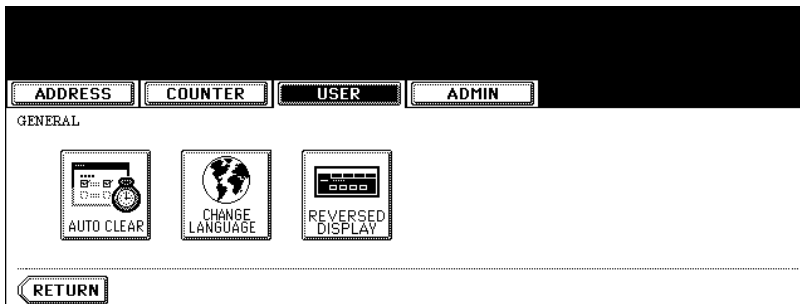 ADDRESS COUNTER USER ADMIN
GENERAL
AUTO CLEAR
CHANGE
LANGUAGE
REVERSED
DISPLAY
RETURN